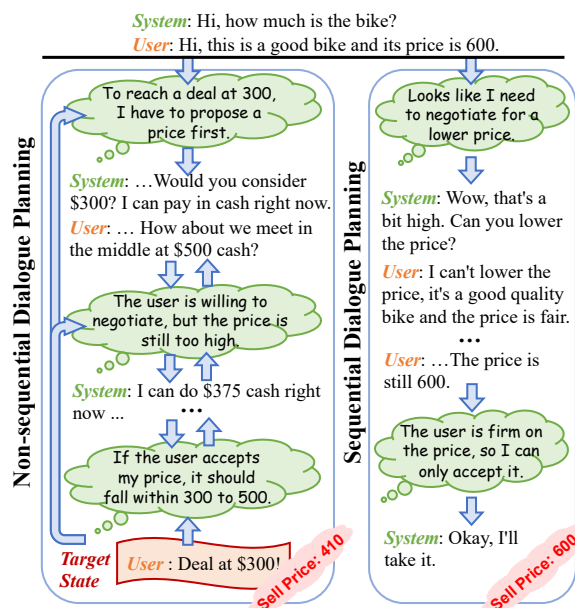 System: Hi, how much is the bike?
User: Hi, this is a good bike and its price is 600.
Non-sequential Dialogue Planning
To reach a deal at 300,
I have to propose a
price first.
System: …Would you consider
$300? I can pay in cash right now.
User: … How about we meet in
the middle at $500 cash?
The user is willing to
negotiate, but the price is
still too high.
System: I can do $375 cash right
now ...
•••
If the user accepts
my price, it should
fall within 300 to 500.
Target
State
User : Deal at $300!
Sell Price: 410
Sequential Dialogue Planning
Looks like I need
to negotiate for a
lower price.
System: Wow, that's a
bit high. Can you lower
the price?
User: I can't lower the
price, it's a good quality
bike and the price is fair.
•••
User: …The price is
still 600.
The user is firm on
the price, so I can
only accept it.
System: Okay, I'll
take it.
Sell Price: 600